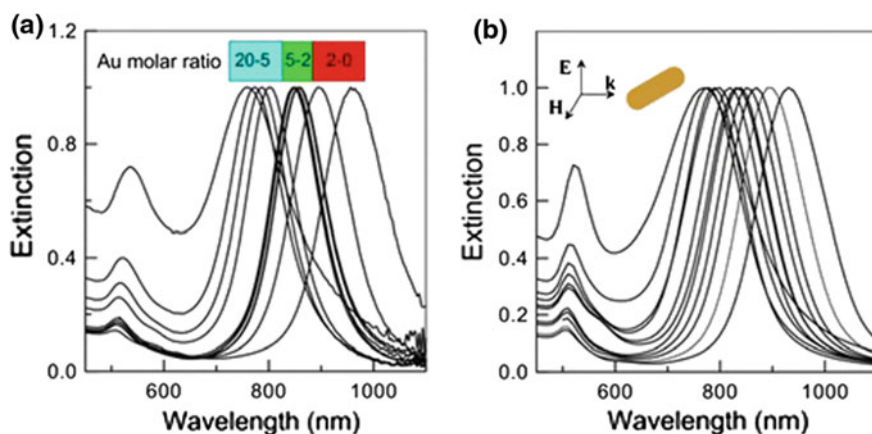 (a)
Au molar ratio 20-5 5-2 2-0
Extinction
1.2
0.8
0.4
0.0
600 800 1000
Wavelength (nm)
(b)
E
k
H
Extinction
1.0
0.8
0.6
0.4
0.2
0.0
600 800 1000
Wavelength (nm)